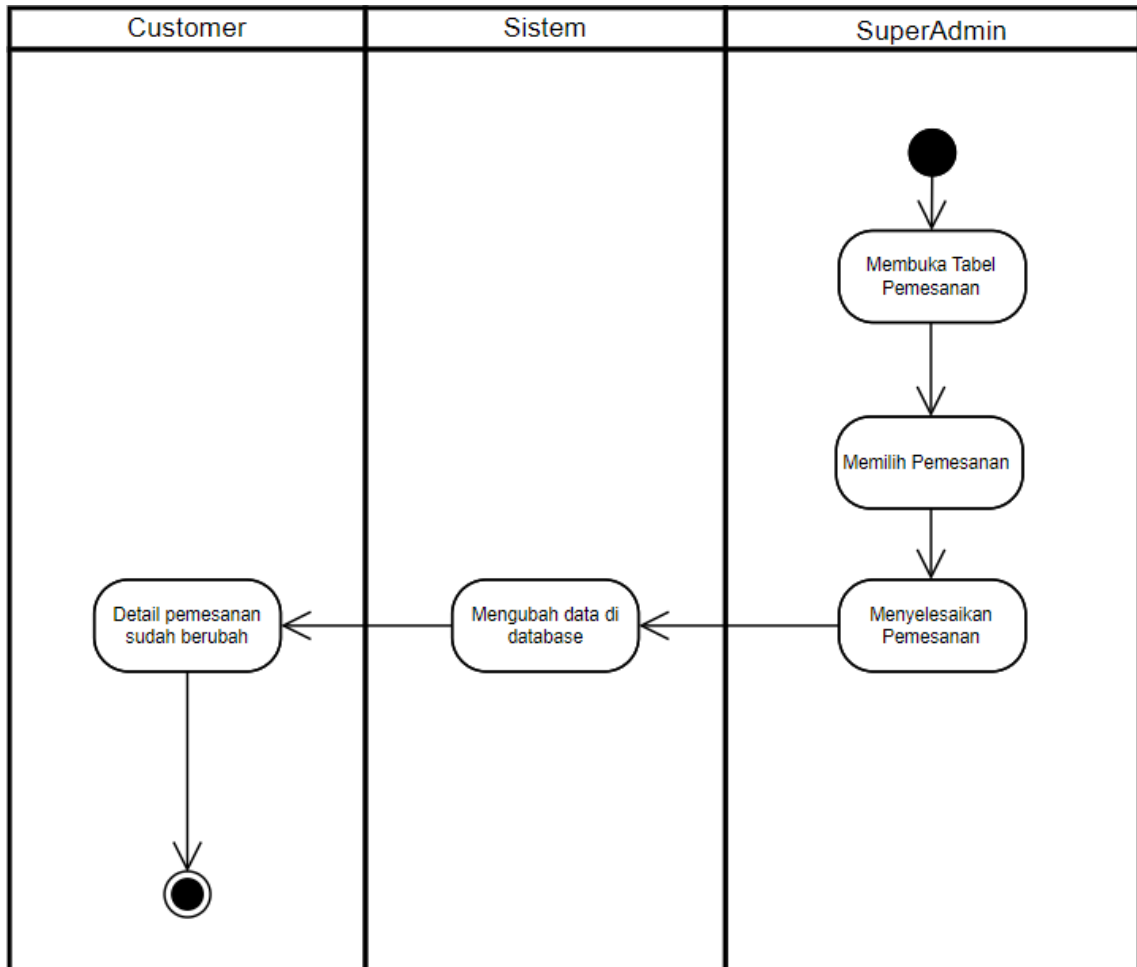 Customer
Sistem
SuperAdmin
Membuka Tabel
Pemesanan
Memilih Pemesanan
Detail pemesanan
sudah berubah
Mengubah data di
database
Menyelesaikan
Pemesanan